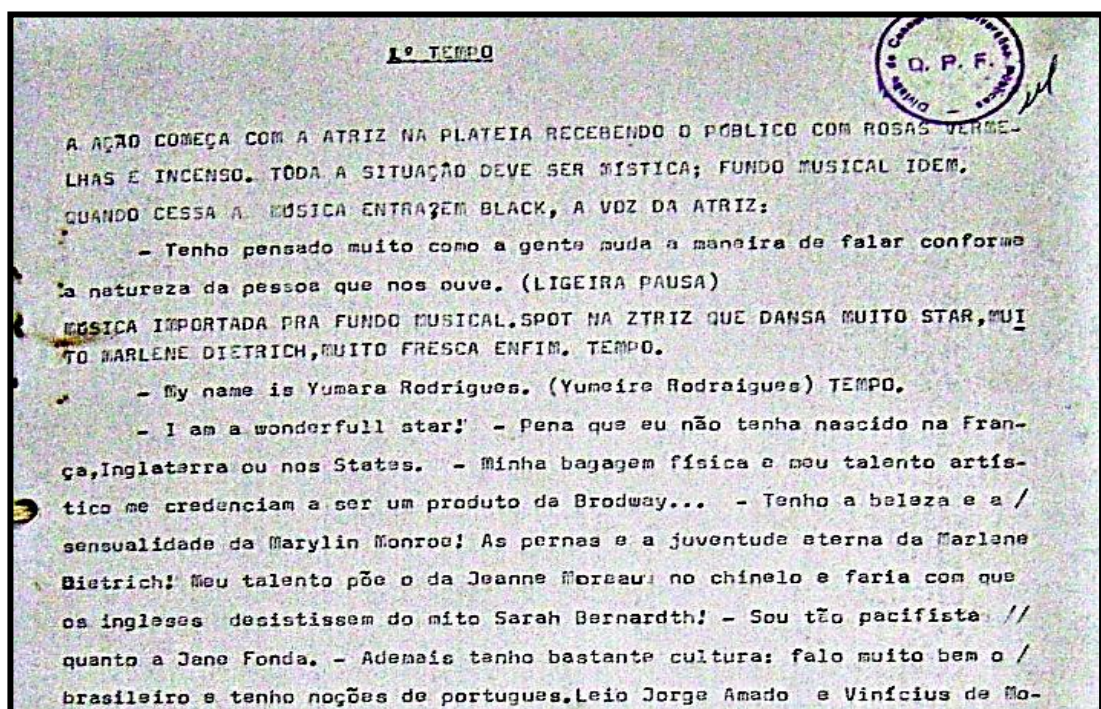 1º TEMPO
Divisão de Censura de Diversões Públicas
D. P. F.
A AÇÃO COMEÇA COM A ATRIZ NA PLATEIA RECEBENDO O PÚBLICO COM ROSAS VERME-
LHAS E INCENSO. TODA A SITUAÇÃO DEVE SER MÍSTICA; FUNDO MUSICAL IDEM.
QUANDO CESSA A MÚSICA ENTRAZEM BLACK, A VOZ DA ATRIZ:
- Tenho pensado muito como a gente muda a maneira de falar conforme
a natureza da pessoa que nos ouve. (LIGEIRA PAUSA)
MÚSICA IMPORTADA PRA FUNDO MUSICAL.SPOT NA ZTRIZ QUE DANSA MUITO STAR,MUI
TO MARLENE DIETRICH,MUITO FRESCA ENFIM. TEMPO.
- My name is Yumara Rodrigues. (Yumeire Rodraigues) TEMPO.
- I am a wonderfull star! - Pena que eu não tenha nascido na Fran-
ça,Inglaterra ou nos States. - Minha bagagem física e meu talento artís-
tico me credenciam a ser um produto da Brodway... - Tenho a beleza e a /
sensualidade da Marylin Monroe! As pernas e a juventude eterna da Marlene
Dietrich! Meu talento põe o da Jeanne Moreau no chinelo e faria com que
os ingleses desistissem do mito Sarah Bernardth! - Sou tão pacifista //
quanto a Jane Fonda. - Ademais tenho bastante cultura: falo muito bem o /
brasileiro e tenho noções de portugues.Leio Jorge Amado e Vinícius de Mo-